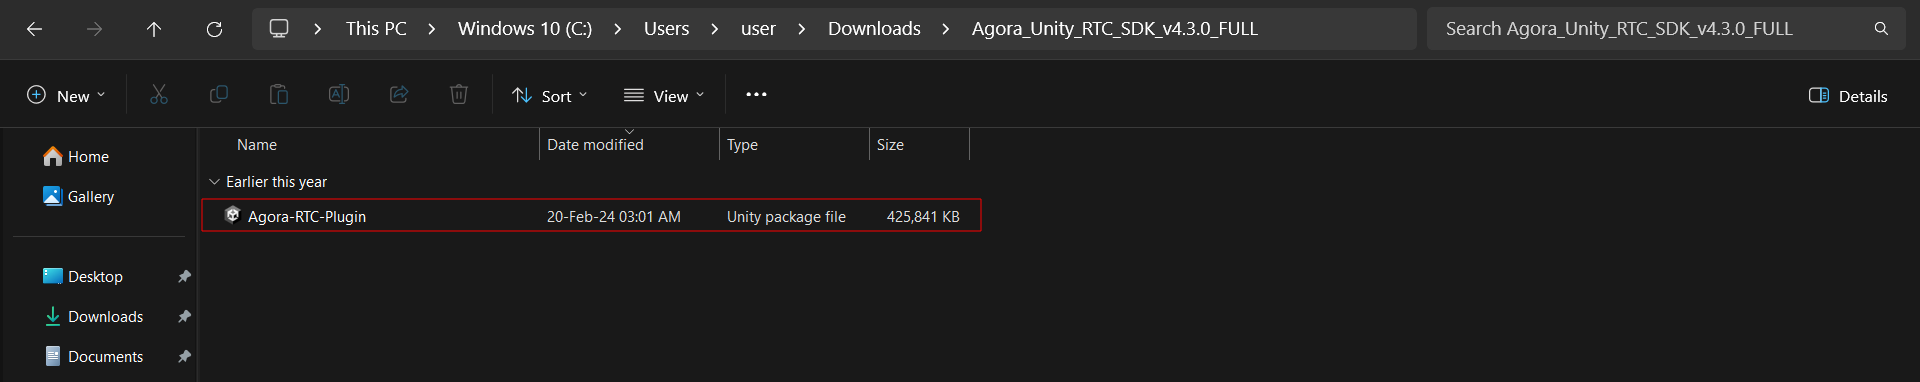 This PC > Windows 10 (C:) > Users > user > Downloads > Agora_Unity_RTC_SDK_v4.3.0_FULL
Search Agora_Unity_RTC_SDK_v4.3.0_FULL
New Sort View ••• Details
Home
Gallery
Desktop
Downloads
Documents
Name Date modified Type Size
Earlier this year
Agora-RTC-Plugin 20-Feb-24 03:01 AM Unity package file 425,841 KB